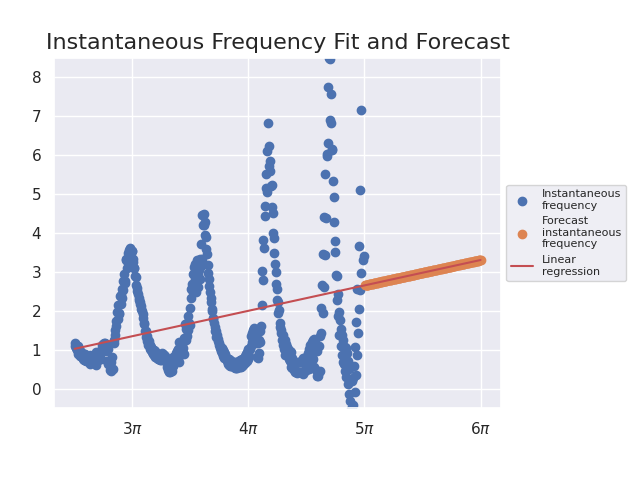 Instantaneous Frequency Fit and Forecast
8
7
6
5
4
3
2
1
0
3π
4π
5π
6π
Instantaneous
frequency
Forecast
instantaneous
frequency
Linear
regression